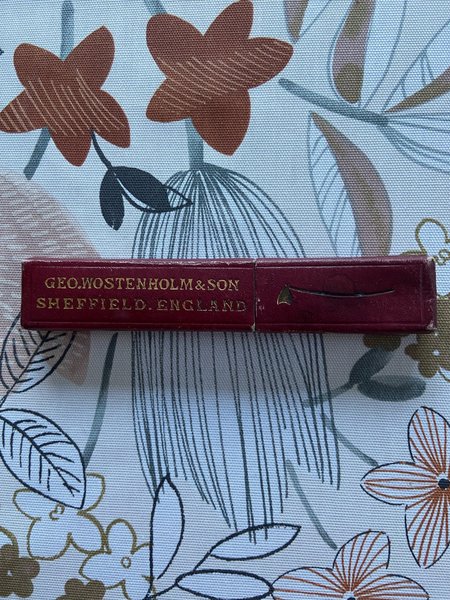 GEO.WOSTENHOLM & SON
SHEFFIELD. ENGLAND